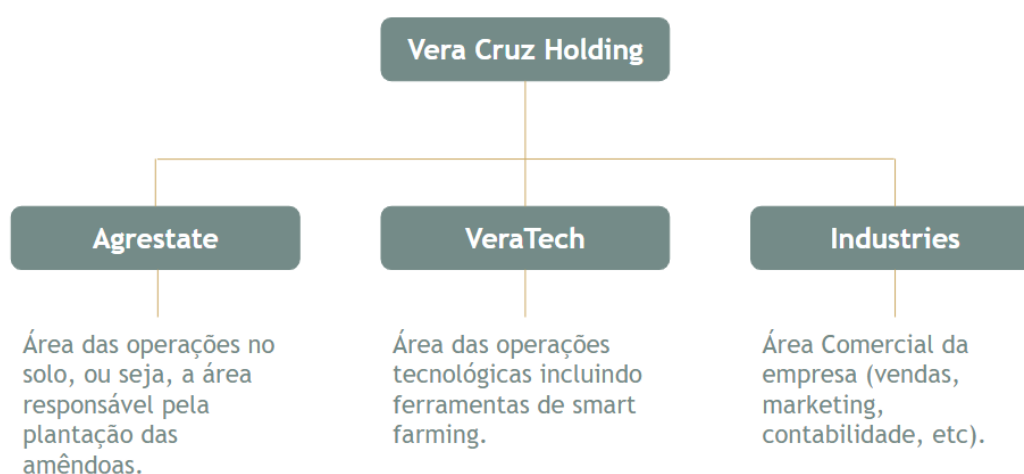 Vera Cruz Holding
Agrestate
VeraTech
Industries
Área das operações no
solo, ou seja, a área
responsável pela
plantação das
amêndoas.
Área das operações
tecnológicas incluindo
ferramentas de smart
farming.
Área Comercial da
empresa (vendas,
marketing,
contabilidade, etc).